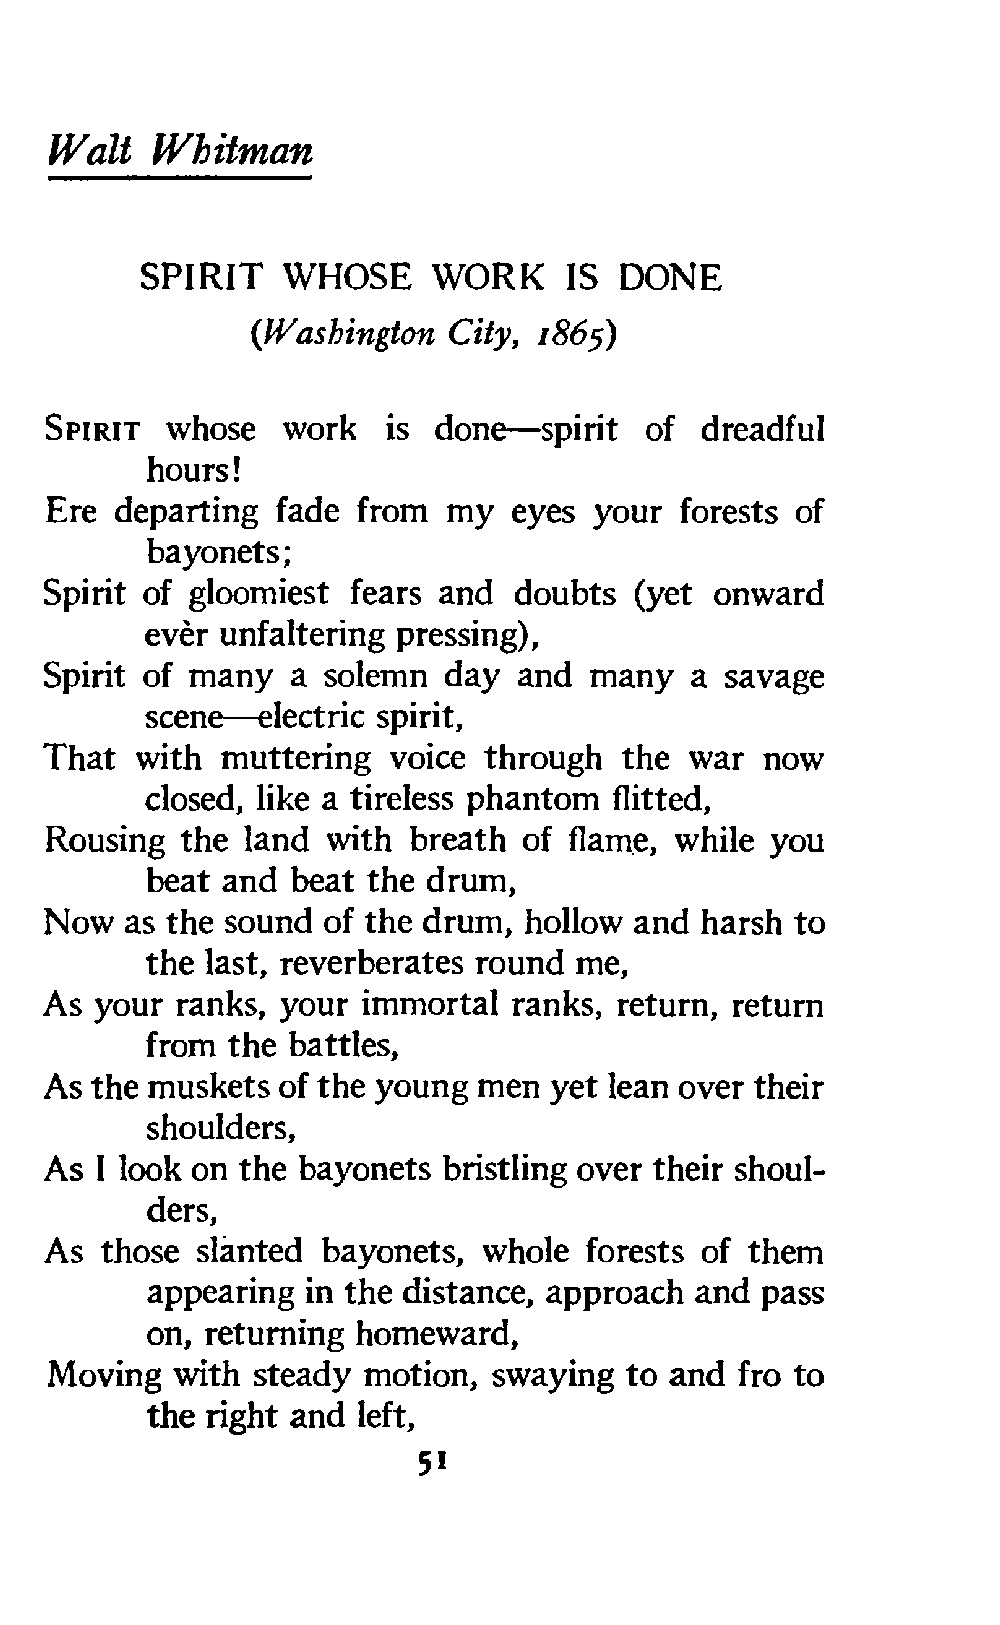 Walt Whitman
SPIRIT WHOSE WORK IS DONE
(Washington City, 1865)
SPIRIT whose work is done—spirit of dreadful
hours!
Ere departing fade from my eyes your forests of
bayonets;
Spirit of gloomiest fears and doubts (yet onward
evèr unfaltering pressing),
Spirit of many a solemn day and many a savage
scene—electric spirit,
That with muttering voice through the war now
closed, like a tireless phantom flitted,
Rousing the land with breath of flame, while you
beat and beat the drum,
Now as the sound of the drum, hollow and harsh to
the last, reverberates round me,
As your ranks, your immortal ranks, return, return
from the battles,
As the muskets of the young men yet lean over their
shoulders,
As I look on the bayonets bristling over their shoul-
ders,
As those slanted bayonets, whole forests of them
appearing in the distance, approach and pass
on, returning homeward,
Moving with steady motion, swaying to and fro to
the right and left,
51